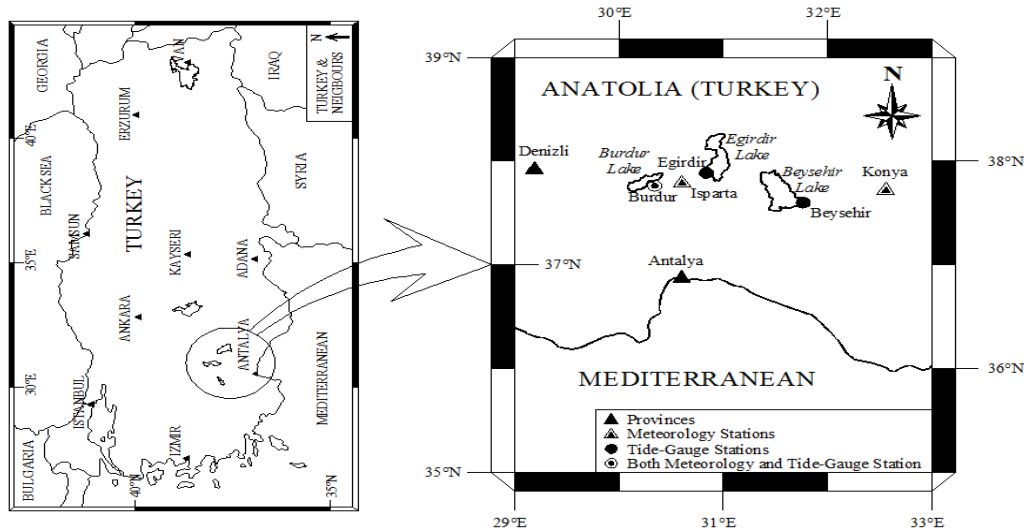 GEORGIA
VAN
IRAQ
N
TURKEY &
NEIGOURS
ERZURUM
40°E
BLACK SEA
SYRIA
TURKEY
SAMSUN
KAYSERI
ADANA
35°E
ANKARA
ANTALYA
MEDITERRANEAN
30°E
ISTANBUL
IZMIR
BULGARIA
40°N
35°N
30°E
32°E
39°N
ANATOLIA (TURKEY)
N
Egirdir
Lake
Denizli
Burdur
Lake
Egirdir
38°N
Beysehir
Lake
Konya
Burdur
Isparta
Beysehir
Antalya
37°N
36°N
MEDITERRANEAN
Provinces
Meteorology Stations
Tide-Gauge Stations
Both Meteorology and Tide-Gauge Station
35°N
29°E
31°E
33°E